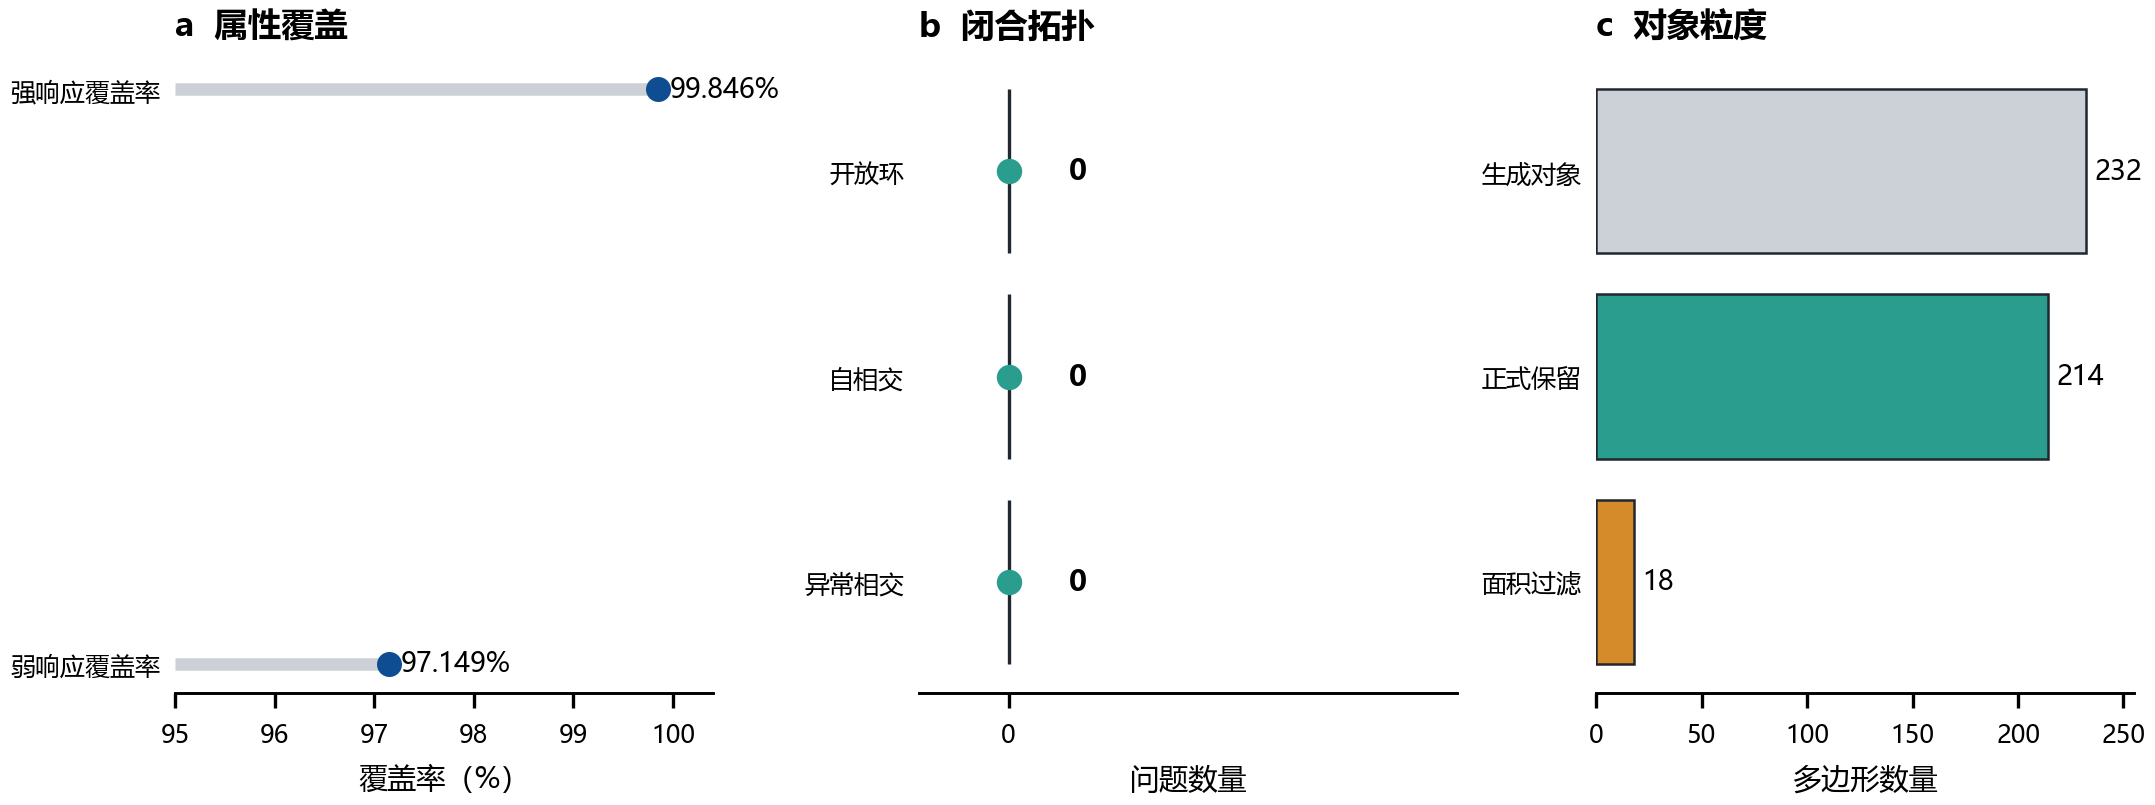 a 属性覆盖
强响应覆盖率
99.846%
弱响应覆盖率
97.149%
95 96 97 98 99 100
覆盖率（%）
b 闭合拓扑
开放环
0
自相交
0
异常相交
0
0
问题数量
c 对象粒度
生成对象
232
正式保留
214
面积过滤
18
0 50 100 150 200 250
多边形数量